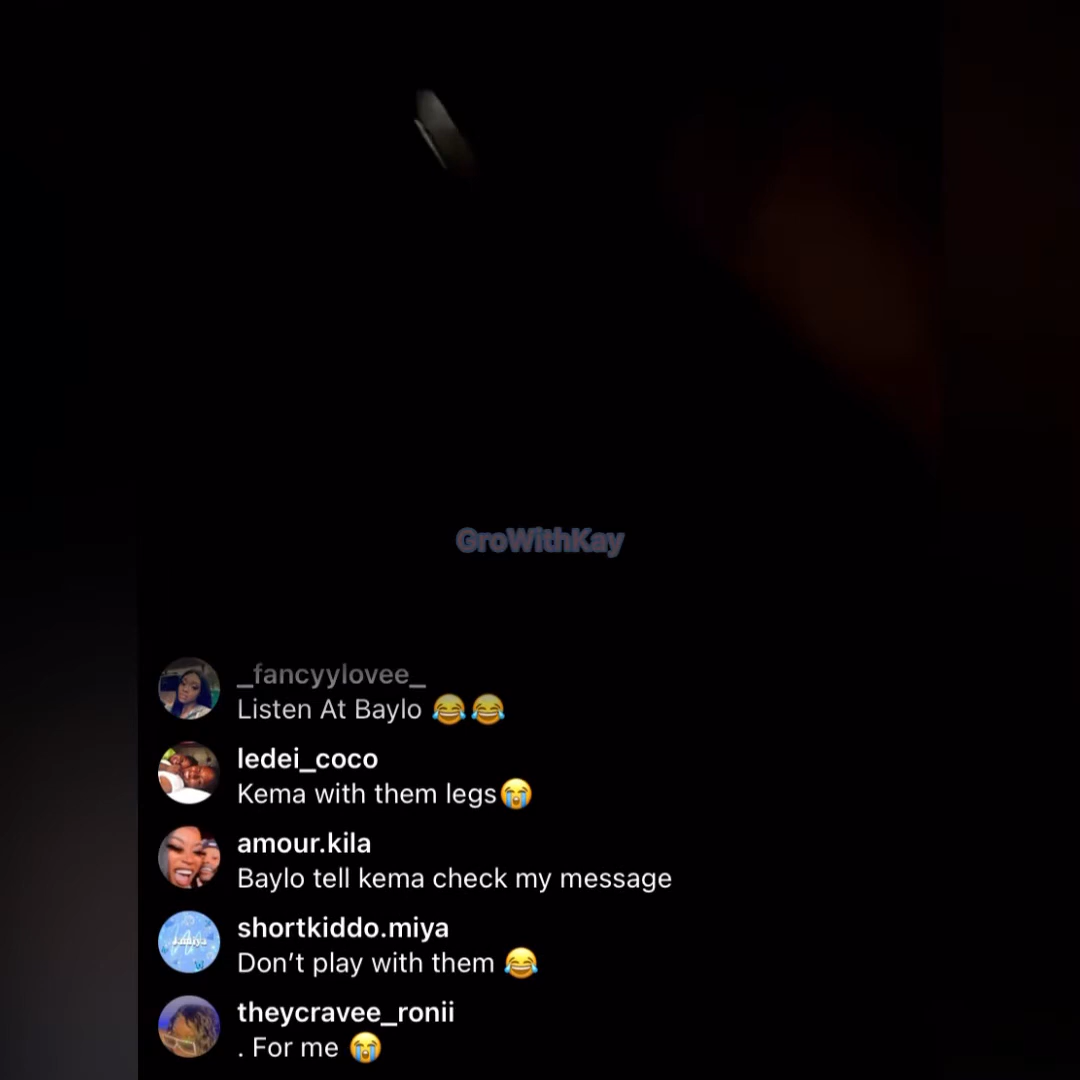 GroWithKay
_fancyylovee_
Listen At Baylo 😂😂
ledei_coco
Kema with them legs😭
amour.kila
Baylo tell kema check my message
shortkiddo.miya
Don’t play with them 😂
theycravee_ronii
. For me 😭